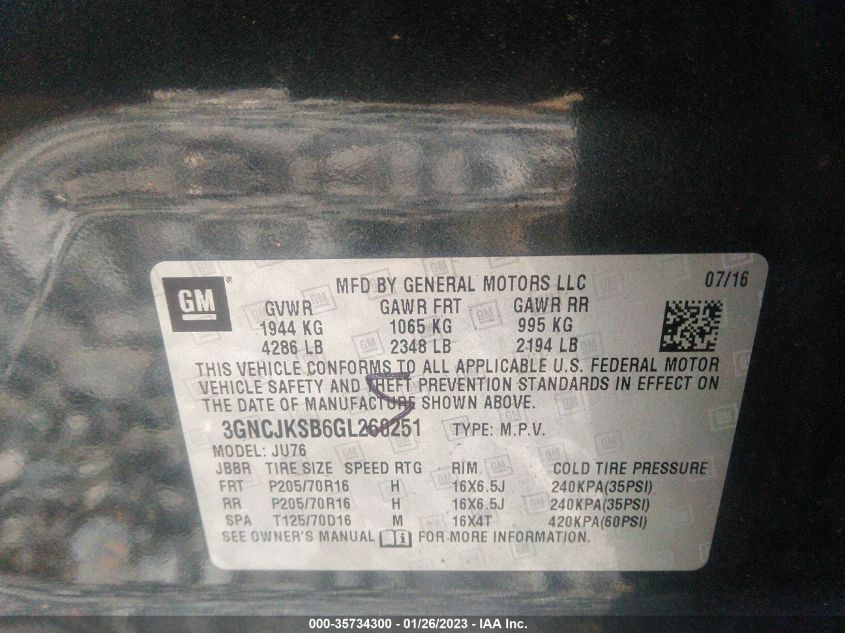 GM®
MFD BY GENERAL MOTORS LLC 07/16
GVWR GAWR FRT GAWR RR
1944 KG 1065 KG 995 KG
4286 LB 2348 LB 2194 LB
THIS VEHICLE CONFORMS TO ALL APPLICABLE U.S. FEDERAL MOTOR
VEHICLE SAFETY AND THEFT PREVENTION STANDARDS IN EFFECT ON
THE DATE OF MANUFACTURE SHOWN ABOVE.
3GNCJKSB6GL268251 TYPE: M.P.V.
MODEL: JU76
JBBR TIRE SIZE SPEED RTG RIM COLD TIRE PRESSURE
FRT P205/70R16 H 16X6.5J 240KPA(35PSI)
RR P205/70R16 H 16X6.5J 240KPA(35PSI)
SPA T125/70D16 M 16X4T 420KPA(60PSI)
SEE OWNER'S MANUAL FOR MORE INFORMATION.
000-35734300 - 01/26/2023 - IAA Inc.